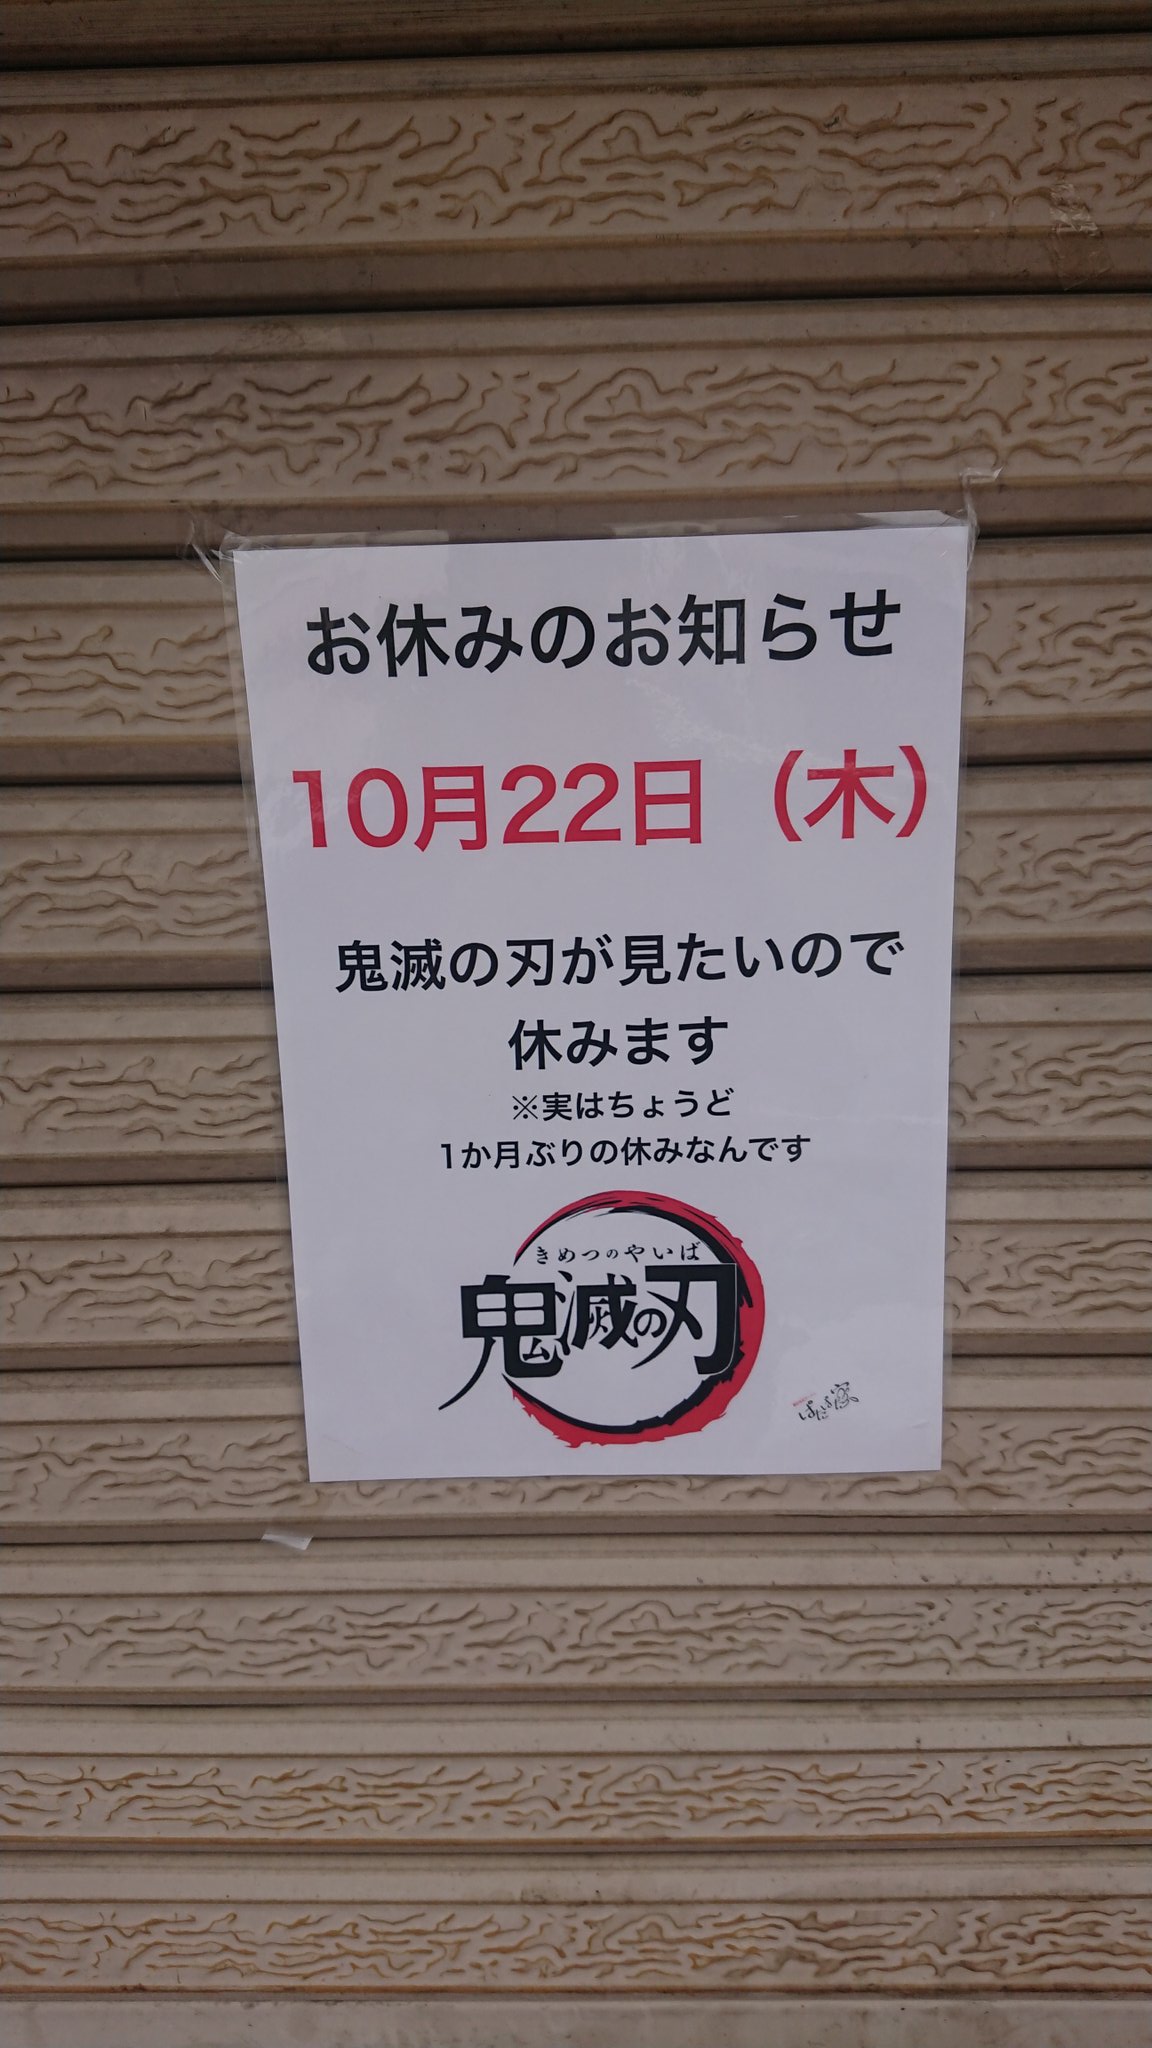 お休みのお知らせ
10月22日（木）
鬼滅の刃が見たいので
休みます
※実はちょうど
1か月ぶりの休みなんです
きめつのやいば
鬼滅の刃